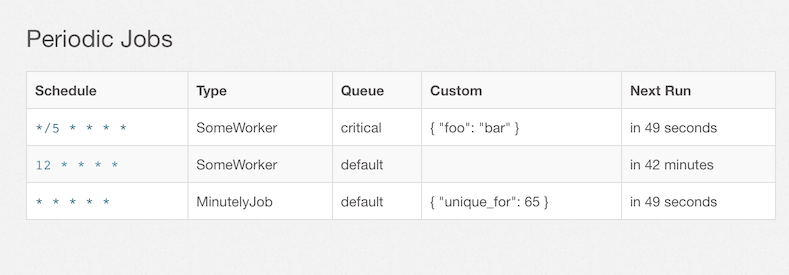 Periodic Jobs
Schedule Type Queue Custom Next Run
*/5 * * * * SomeWorker critical { "foo": "bar" } in 49 seconds
12 * * * * SomeWorker default in 42 minutes
* * * * * MinutelyJob default { "unique_for": 65 } in 49 seconds